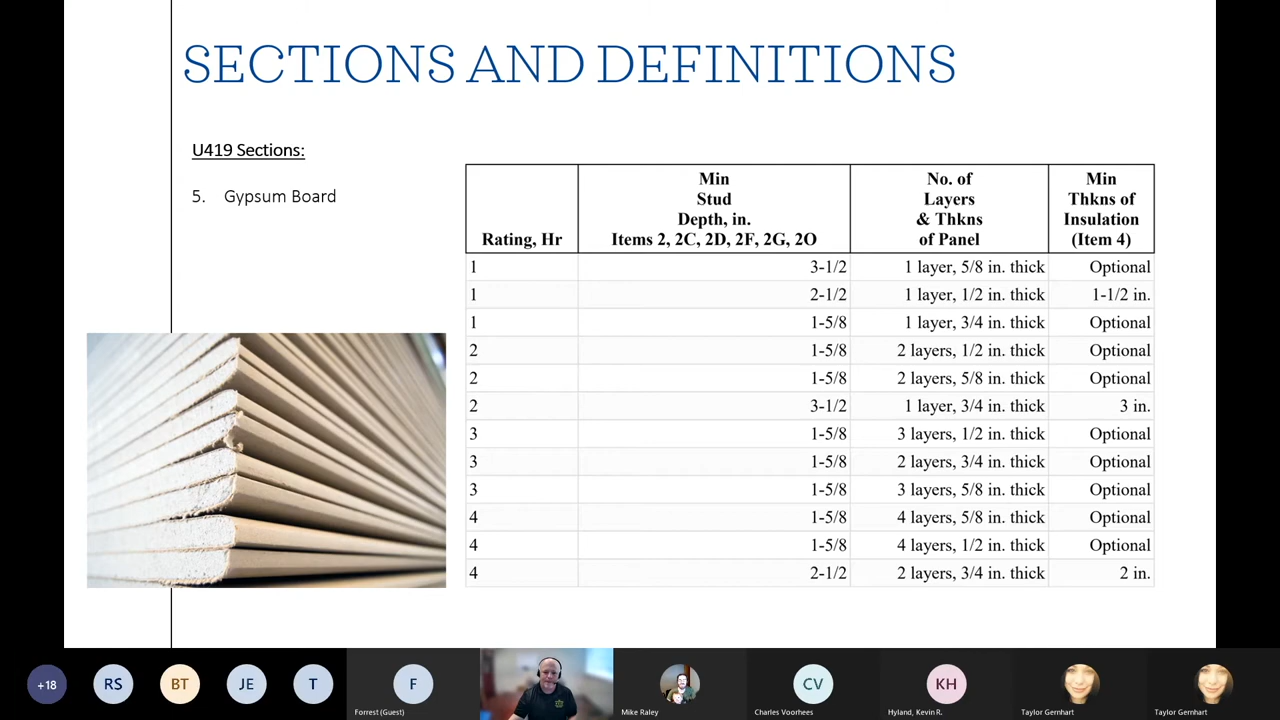 SECTIONS AND DEFINITIONS
U419 Sections:
5. Gypsum Board
Rating, Hr
Min
Stud
Depth, in.
Items 2, 2C, 2D, 2F, 2G, 2O
No. of
Layers
& Thkns
of Panel
Min
Thkns of
Insulation
(Item 4)
1 3-1/2 1 layer, 5/8 in. thick Optional
1 2-1/2 1 layer, 1/2 in. thick 1-1/2 in.
1 1-5/8 1 layer, 3/4 in. thick Optional
2 1-5/8 2 layers, 1/2 in. thick Optional
2 1-5/8 2 layers, 5/8 in. thick Optional
2 3-1/2 1 layer, 3/4 in. thick 3 in.
3 1-5/8 3 layers, 1/2 in. thick Optional
3 1-5/8 2 layers, 3/4 in. thick Optional
3 1-5/8 3 layers, 5/8 in. thick Optional
4 1-5/8 4 layers, 5/8 in. thick Optional
4 1-5/8 4 layers, 1/2 in. thick Optional
4 2-1/2 2 layers, 3/4 in. thick 2 in.
+18 RS BT JE T F CV KH
Forrest (Guest) Mike Raley Charles Voorhees Hyland, Kevin R. Taylor Gernhart Taylor Gernhart